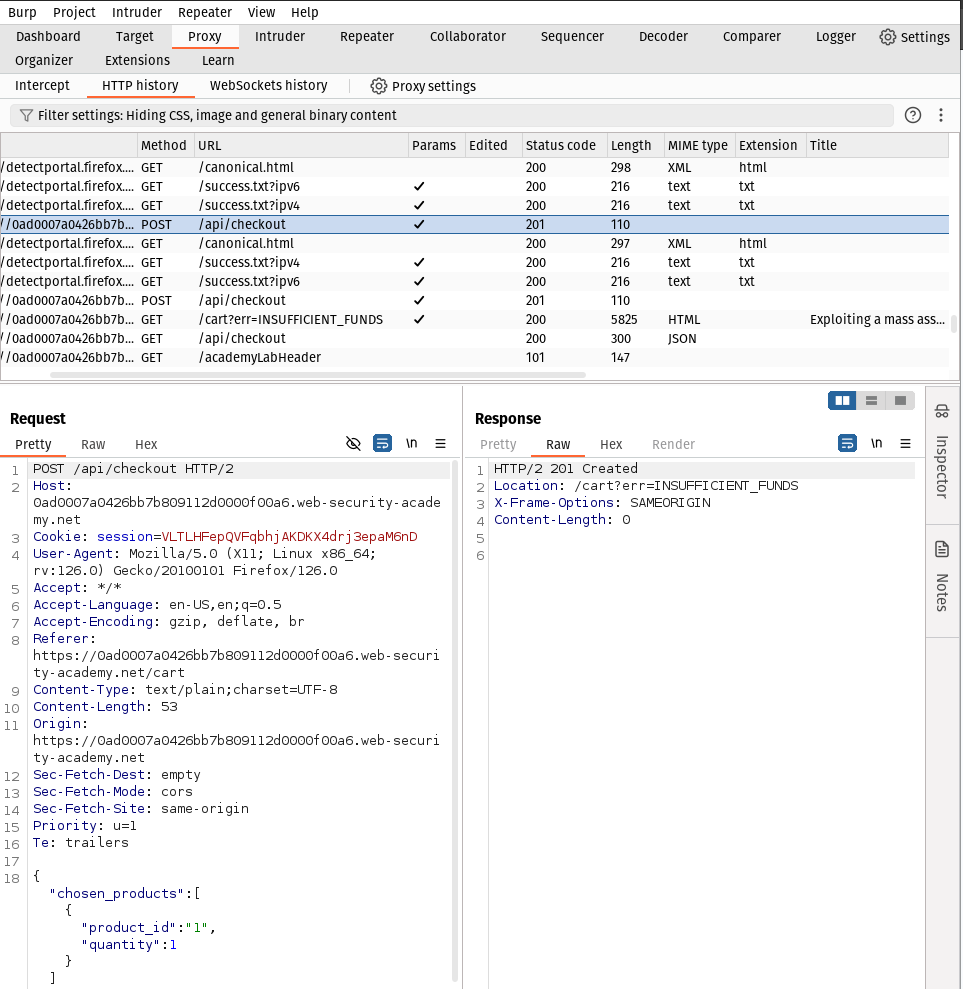 Burp Project Intruder Repeater View Help
Dashboard Target Proxy Intruder Repeater Collaborator Sequencer Decoder Comparer Logger Settings
Organizer Extensions Learn
Intercept HTTP history WebSockets history Proxy settings
Filter settings: Hiding CSS, image and general binary content
Method URL Params Edited Status code Length MIME type Extension Title
/detectportal.firefox.... GET /canonical.html 200 298 XML html
/detectportal.firefox.... GET /success.txt?ipv6 ✓ 200 216 text txt
/detectportal.firefox.... GET /success.txt?ipv4 ✓ 200 216 text txt
//0ad0007a0426bb7b... POST /api/checkout ✓ 201 110
/detectportal.firefox.... GET /canonical.html 200 297 XML html
/detectportal.firefox.... GET /success.txt?ipv4 ✓ 200 216 text txt
/detectportal.firefox.... GET /success.txt?ipv6 ✓ 200 216 text txt
//0ad0007a0426bb7b... POST /api/checkout ✓ 201 110
//0ad0007a0426bb7b... GET /cart?err=INSUFFICIENT_FUNDS ✓ 200 5825 HTML Exploiting a mass ass...
//0ad0007a0426bb7b... GET /api/checkout 200 300 JSON
//0ad0007a0426bb7b... GET /academyLabHeader 101 147
Request
Pretty Raw Hex \n
1 POST /api/checkout HTTP/2
2 Host:
0ad0007a0426bb7b809112d0000f00a6.web-security-acade
my.net
3 Cookie: session=VLTLHFepQVFqbhjAKDKX4drj3epaM6nD
4 User-Agent: Mozilla/5.0 (X11; Linux x86_64;
rv:126.0) Gecko/20100101 Firefox/126.0
5 Accept: */*
6 Accept-Language: en-US,en;q=0.5
7 Accept-Encoding: gzip, deflate, br
8 Referer:
https://0ad0007a0426bb7b809112d0000f00a6.web-securi
ty-academy.net/cart
9 Content-Type: text/plain;charset=UTF-8
10 Content-Length: 53
11 Origin:
https://0ad0007a0426bb7b809112d0000f00a6.web-securi
ty-academy.net
12 Sec-Fetch-Dest: empty
13 Sec-Fetch-Mode: cors
14 Sec-Fetch-Site: same-origin
15 Priority: u=1
16 Te: trailers
17
18 {
"chosen_products":[
{
"product_id":"1",
"quantity":1
}
]
Response
Pretty Raw Hex Render \n
1 HTTP/2 201 Created
2 Location: /cart?err=INSUFFICIENT_FUNDS
3 X-Frame-Options: SAMEORIGIN
4 Content-Length: 0
5
6
Inspector
Notes